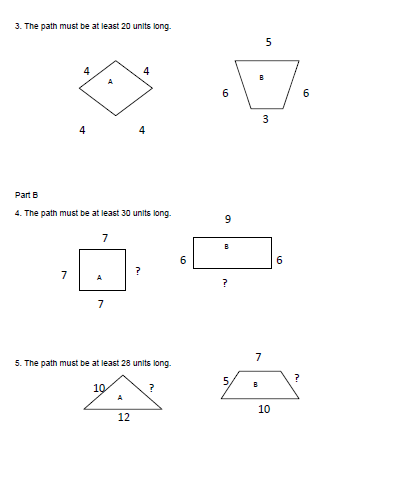 3. The path must be at least 20 units long.
5
4 4
A
B
6 6
4 4
3
Part B
4. The path must be at least 30 units long.
9
7
B
7 A ?
6 6
?
7
5. The path must be at least 28 units long.
7
10 ?
A
5 B ?
12
10